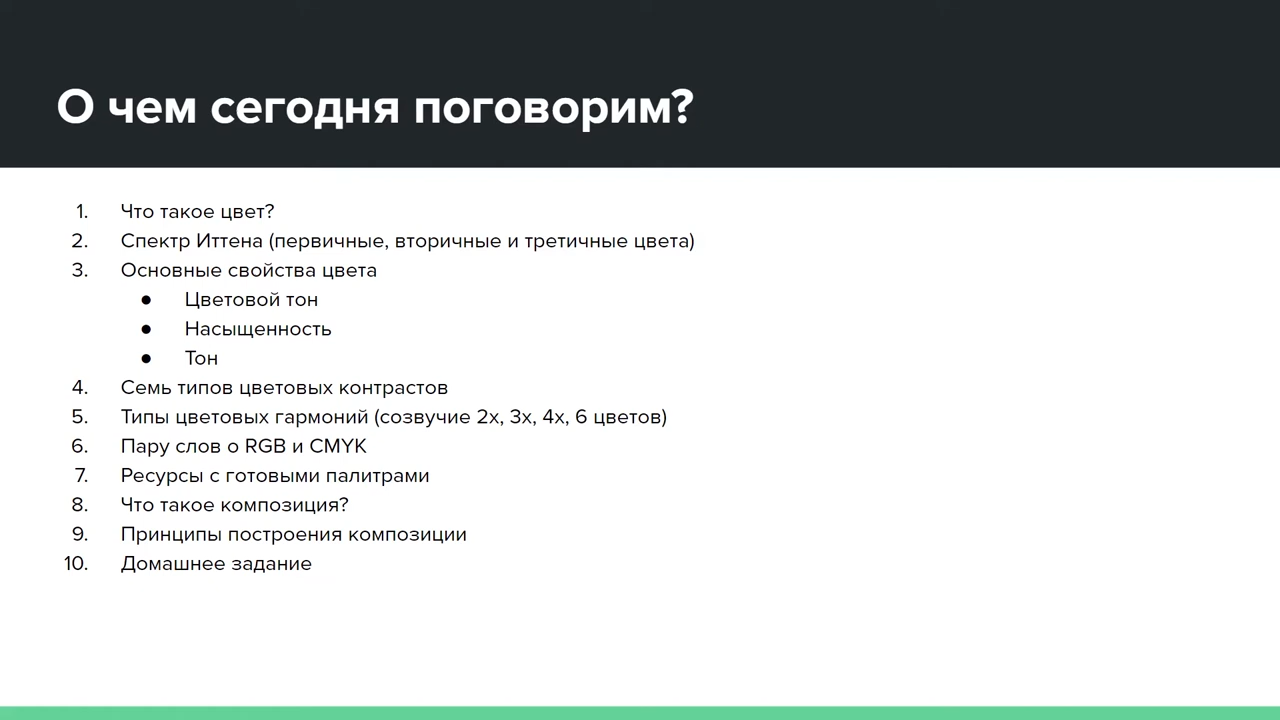 О чем сегодня поговорим?
1. Что такое цвет?
2. Спектр Иттена (первичные, вторичные и третичные цвета)
3. Основные свойства цвета
● Цветовой тон
● Насыщенность
● Тон
4. Семь типов цветовых контрастов
5. Типы цветовых гармоний (созвучие 2х, 3х, 4х, 6 цветов)
6. Пару слов о RGB и CMYK
7. Ресурсы с готовыми палитрами
8. Что такое композиция?
9. Принципы построения композиции
10. Домашнее задание